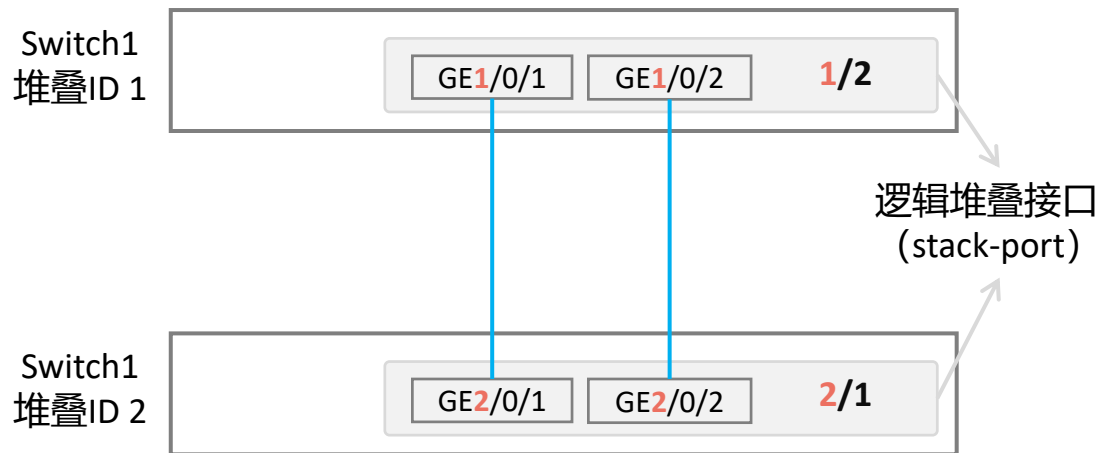 Switch1
堆叠ID 1
GE1/0/1
GE1/0/2
1/2
逻辑堆叠接口
（stack-port）
Switch1
堆叠ID 2
GE2/0/1
GE2/0/2
2/1